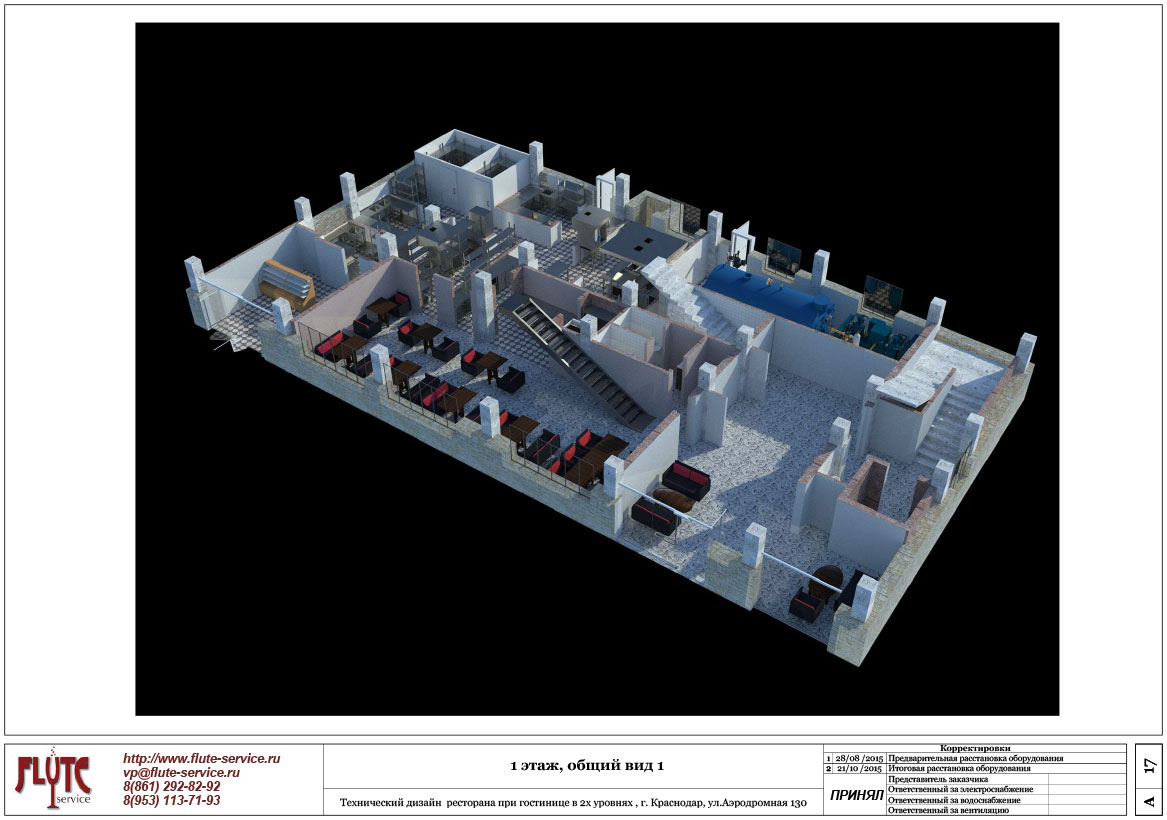 FLUTE
service
http://www.flute-service.ru
vp@flute-service.ru
8(861) 292-82-92
8(953) 113-71-93
1 этаж, общий вид 1
Технический дизайн ресторана при гостинице в 2х уровнях , г. Краснодар, ул.Аэродромная 130
Корректировки
1 28/08 /2015 Предварительная расстановка оборудования
2 21/10 /2015 Итоговая расстановка оборудования
ПРИНЯЛ
Представитель заказчика
Ответственный за электроснабжение
Ответственный за водоснабжение
Ответственный за вентиляцию
17
A